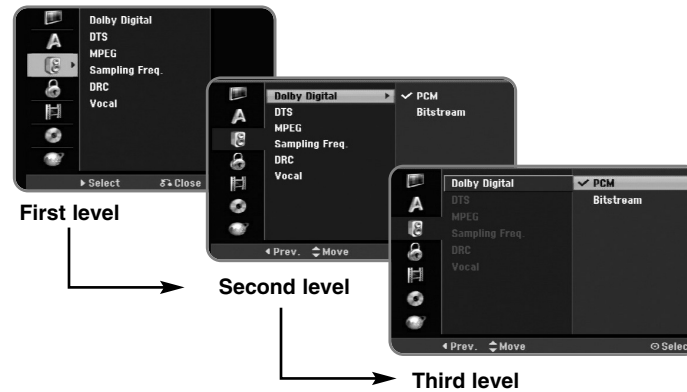 Dolby Digital
DTS
MPEG
Sampling Freq.
DRC
Vocal
Select Close
First level
Dolby Digital
DTS
MPEG
Sampling Freq.
DRC
Vocal
PCM
Bitstream
Prev. Move
Second level
Dolby Digital
DTS
MPEG
Sampling Freq.
DRC
Vocal
PCM
Bitstream
Prev. Move
Third level